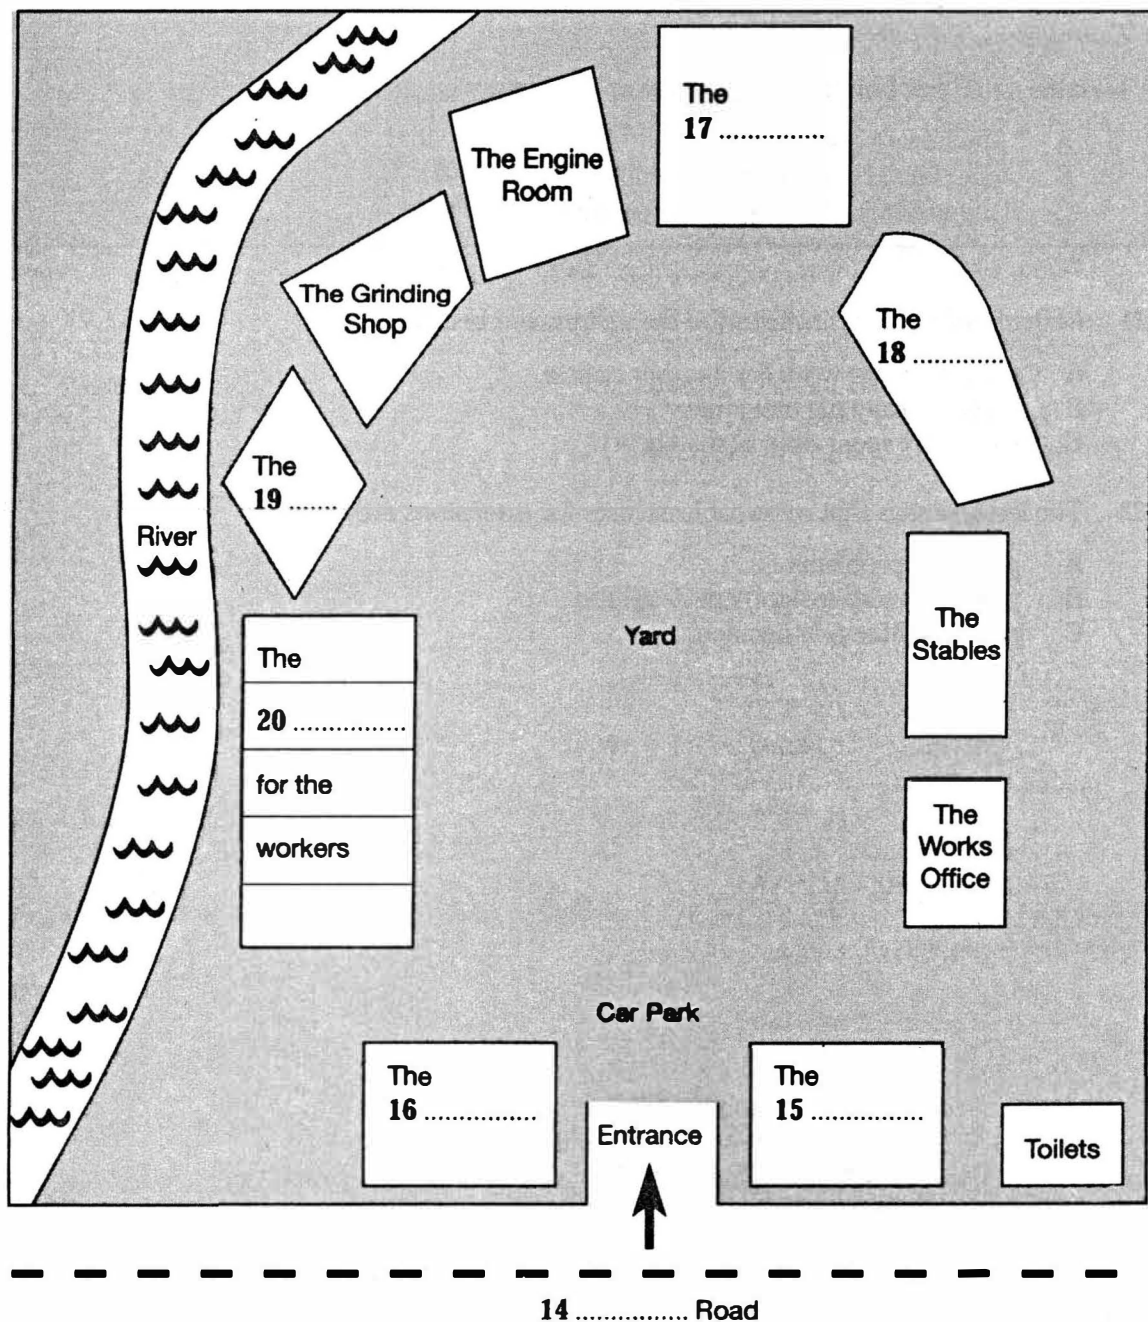 The
17 ...............
The Engine
Room
The Grinding
Shop
The
18 .............
The
19 ......
River
The
20 ................
for the
workers
Yard
The
Stables
The
Works
Office
Car Park
The
16 ................
Entrance
The
15 ................
Toilets
14 ................ Road